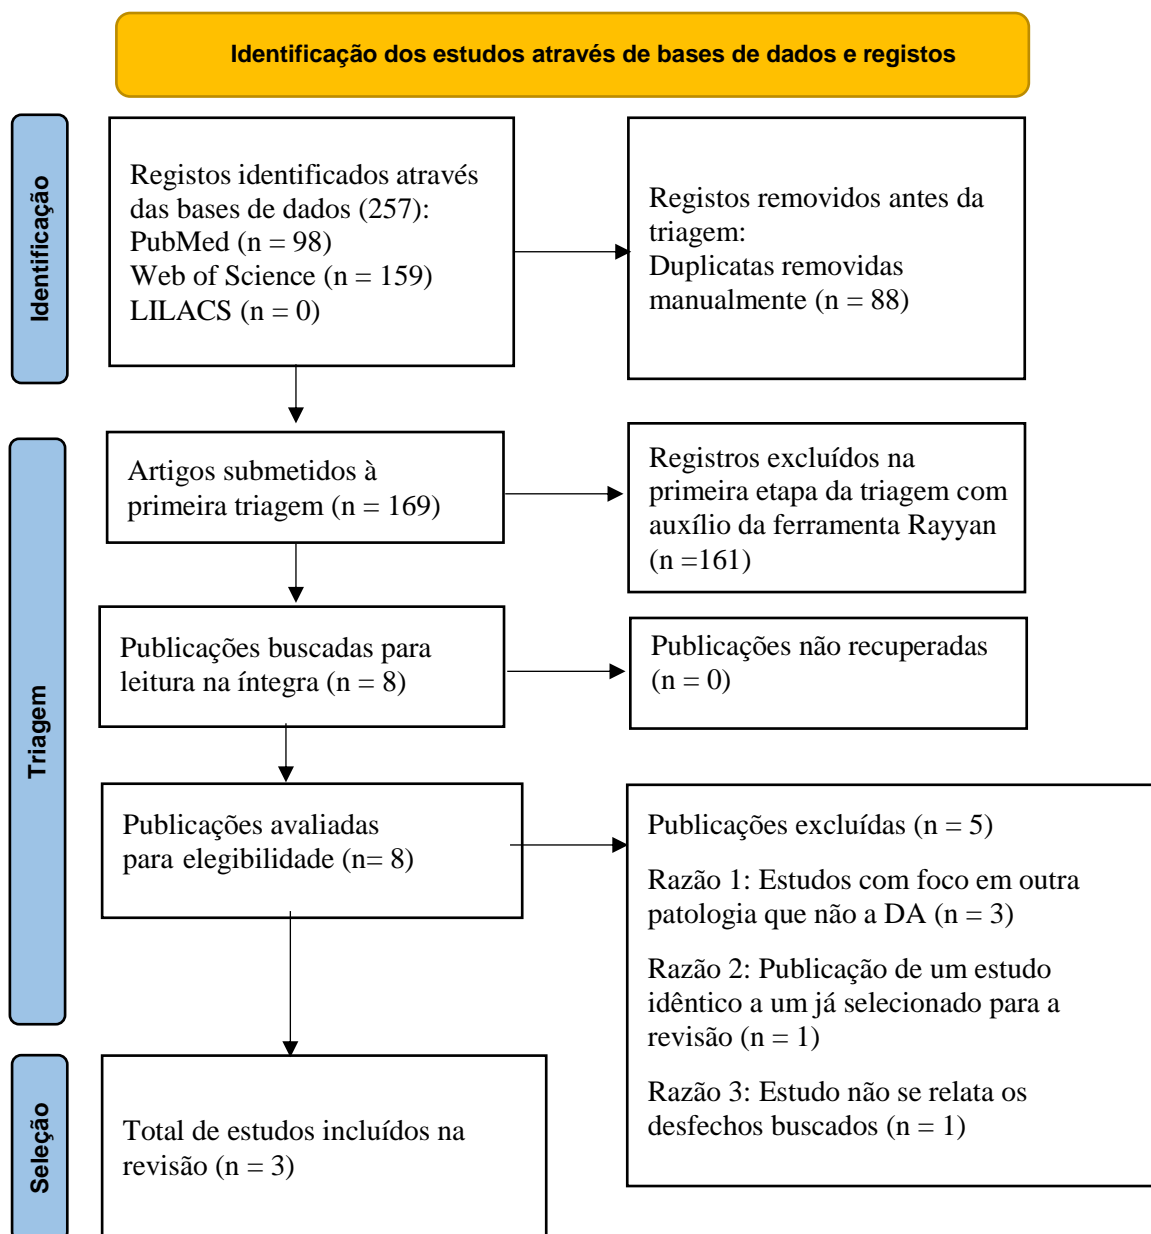 Identificação dos estudos através de bases de dados e registos
Identificação
Registos identificados através
das bases de dados (257):
PubMed (n = 98)
Web of Science (n = 159)
LILACS (n = 0)
Registos removidos antes da
triagem:
Duplicatas removidas
manualmente (n = 88)
Triagem
Artigos submetidos à
primeira triagem (n = 169)
Registros excluídos na
primeira etapa da triagem com
auxílio da ferramenta Rayyan
(n =161)
Publicações buscadas para
leitura na íntegra (n = 8)
Publicações não recuperadas
(n = 0)
Publicações avaliadas
para elegibilidade (n= 8)
Publicações excluídas (n = 5)
Razão 1: Estudos com foco em outra
patologia que não a DA (n = 3)
Razão 2: Publicação de um estudo
idêntico a um já selecionado para a
revisão (n = 1)
Razão 3: Estudo não se relata os
desfechos buscados (n = 1)
Seleção
Total de estudos incluídos na
revisão (n = 3)